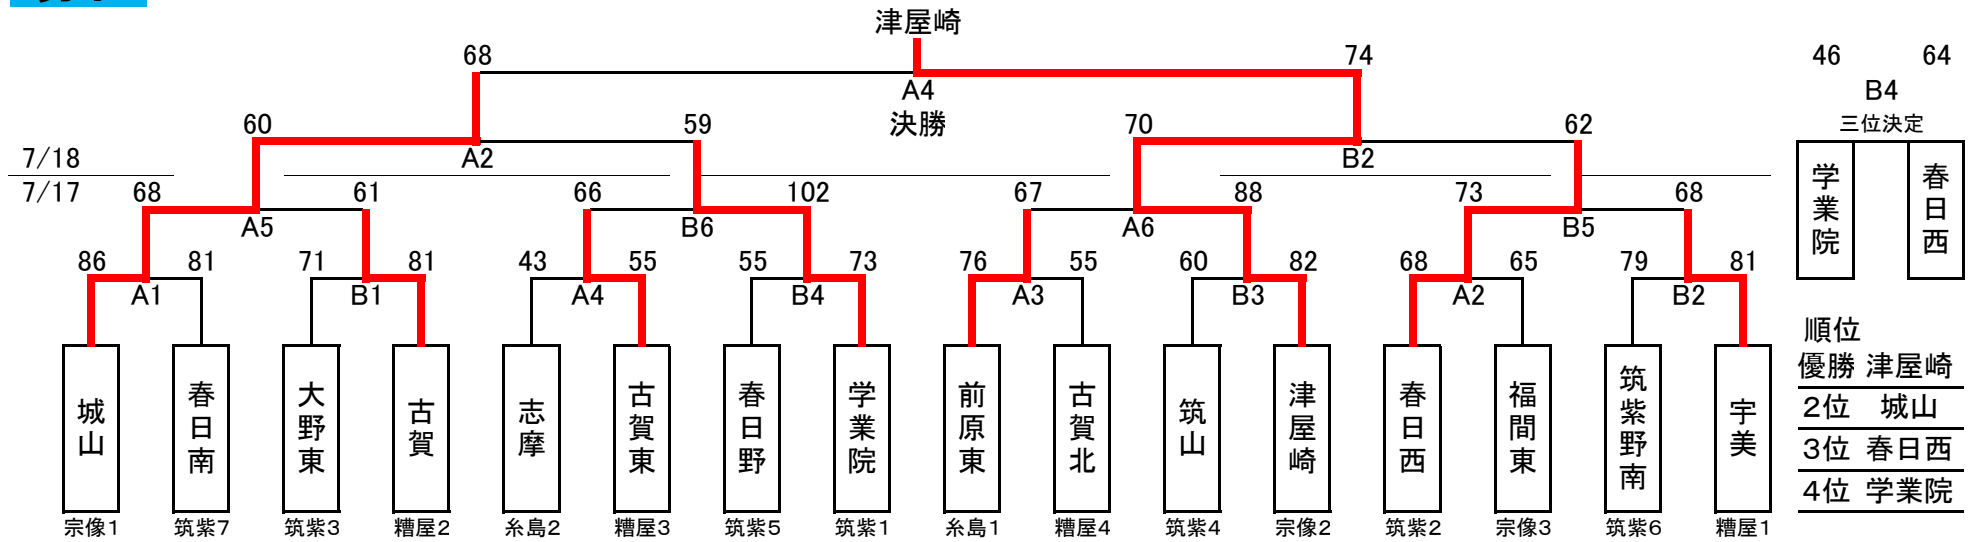 津屋崎
68 74 46 64
A4 B4
決勝
60 59 70 62 三位決定
7/18 A2 B2
7/17 68 61 66 102 67 88 73 68
学業院 春日西
A5 B6 A6 B5
86 81 71 81 43 55 55 73 76 55 60 82 68 65 79 81
A1 B1 A4 B4 A3 B3 A2 B2
城山 春日南 大野東 古賀 志摩 古賀東 春日野 学業院 前原東 古賀北 筑山 津屋崎 春日西 福間東 筑紫野南 宇美
宗像1 筑紫7 筑紫3 糟屋2 糸島2 糟屋3 筑紫5 筑紫1 糸島1 糟屋4 筑紫4 宗像2 筑紫2 宗像3 筑紫6 糟屋1
順位
優勝 津屋崎
2位 城山
3位 春日西
4位 学業院